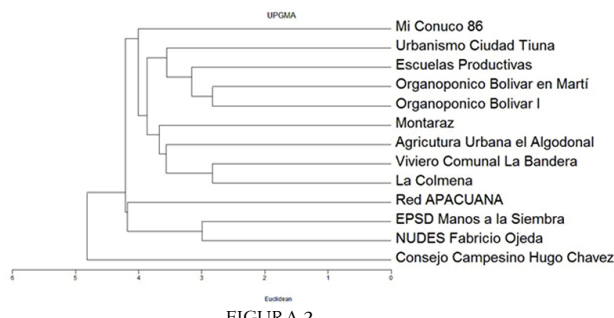 UPGMA
Mi Conuco 86
Urbanismo Ciudad Tiuna
Escuelas Productivas
Organoponico Bolivar en Martí
Organoponico Bolivar I
Montaraz
Agricutura Urbana el Algodonal
Viviero Comunal La Bandera
La Colmena
Red APACUANA
EPSD Manos a la Siembra
NUDES Fabricio Ojeda
Consejo Campesino Hugo Chavez
6 5 4 3 2 1 0
Euclidean
FIGURA 2